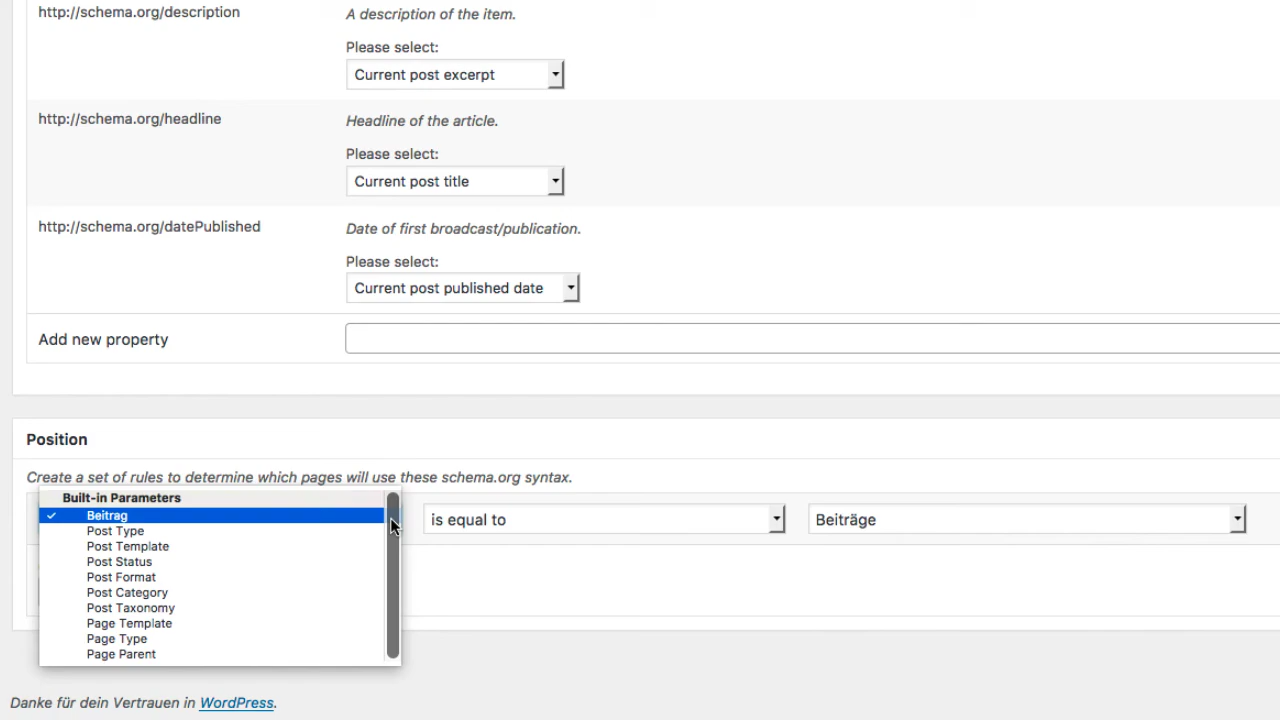 http://schema.org/description
A description of the item.
Please select:
Current post excerpt
http://schema.org/headline
Headline of the article.
Please select:
Current post title
http://schema.org/datePublished
Date of first broadcast/publication.
Please select:
Current post published date
Add new property
Position
Create a set of rules to determine which pages will use these schema.org syntax.
Built-in Parameters
Beitrag
Post Type
Post Template
Post Status
Post Format
Post Category
Post Taxonomy
Page Template
Page Type
Page Parent
is equal to
Beiträge
Danke für dein Vertrauen in WordPress.